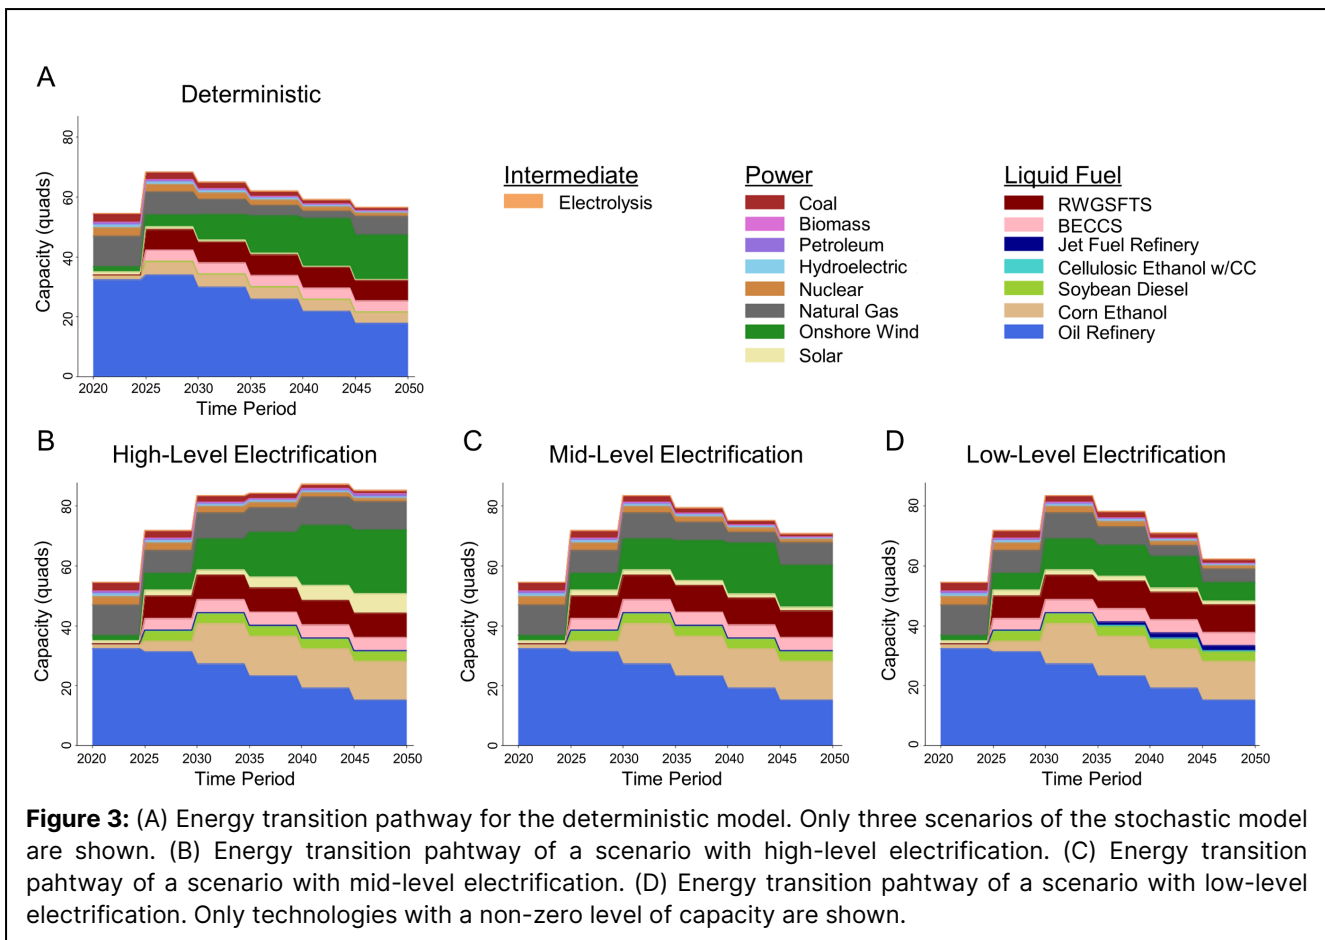 A
Deterministic
80
60
40
20
0
Capacity (quads)
2020 2025 2030 2035 2040 2045 2050
Time Period
Intermediate
Electrolysis
Power
Coal
Biomass
Petroleum
Hydroelectric
Nuclear
Natural Gas
Onshore Wind
Solar
Liquid Fuel
RWGSFTS
BECCS
Jet Fuel Refinery
Cellulosic Ethanol w/CC
Soybean Diesel
Corn Ethanol
Oil Refinery
B
High-Level Electrification
80
60
40
20
0
Capacity (quads)
2020 2025 2030 2035 2040 2045 2050
Time Period
C
Mid-Level Electrification
80
60
40
20
0
Capacity (quads)
2020 2025 2030 2035 2040 2045 2050
Time Period
D
Low-Level Electrification
80
60
40
20
0
Capacity (quads)
2020 2025 2030 2035 2040 2045 2050
Time Period
Figure 3: (A) Energy transition pathway for the deterministic model. Only three scenarios of the stochastic model
are shown. (B) Energy transition pahtway of a scenario with high-level electrification. (C) Energy transition
pahtway of a scenario with mid-level electrification. (D) Energy transition pahtway of a scenario with low-level
electrification. Only technologies with a non-zero level of capacity are shown.